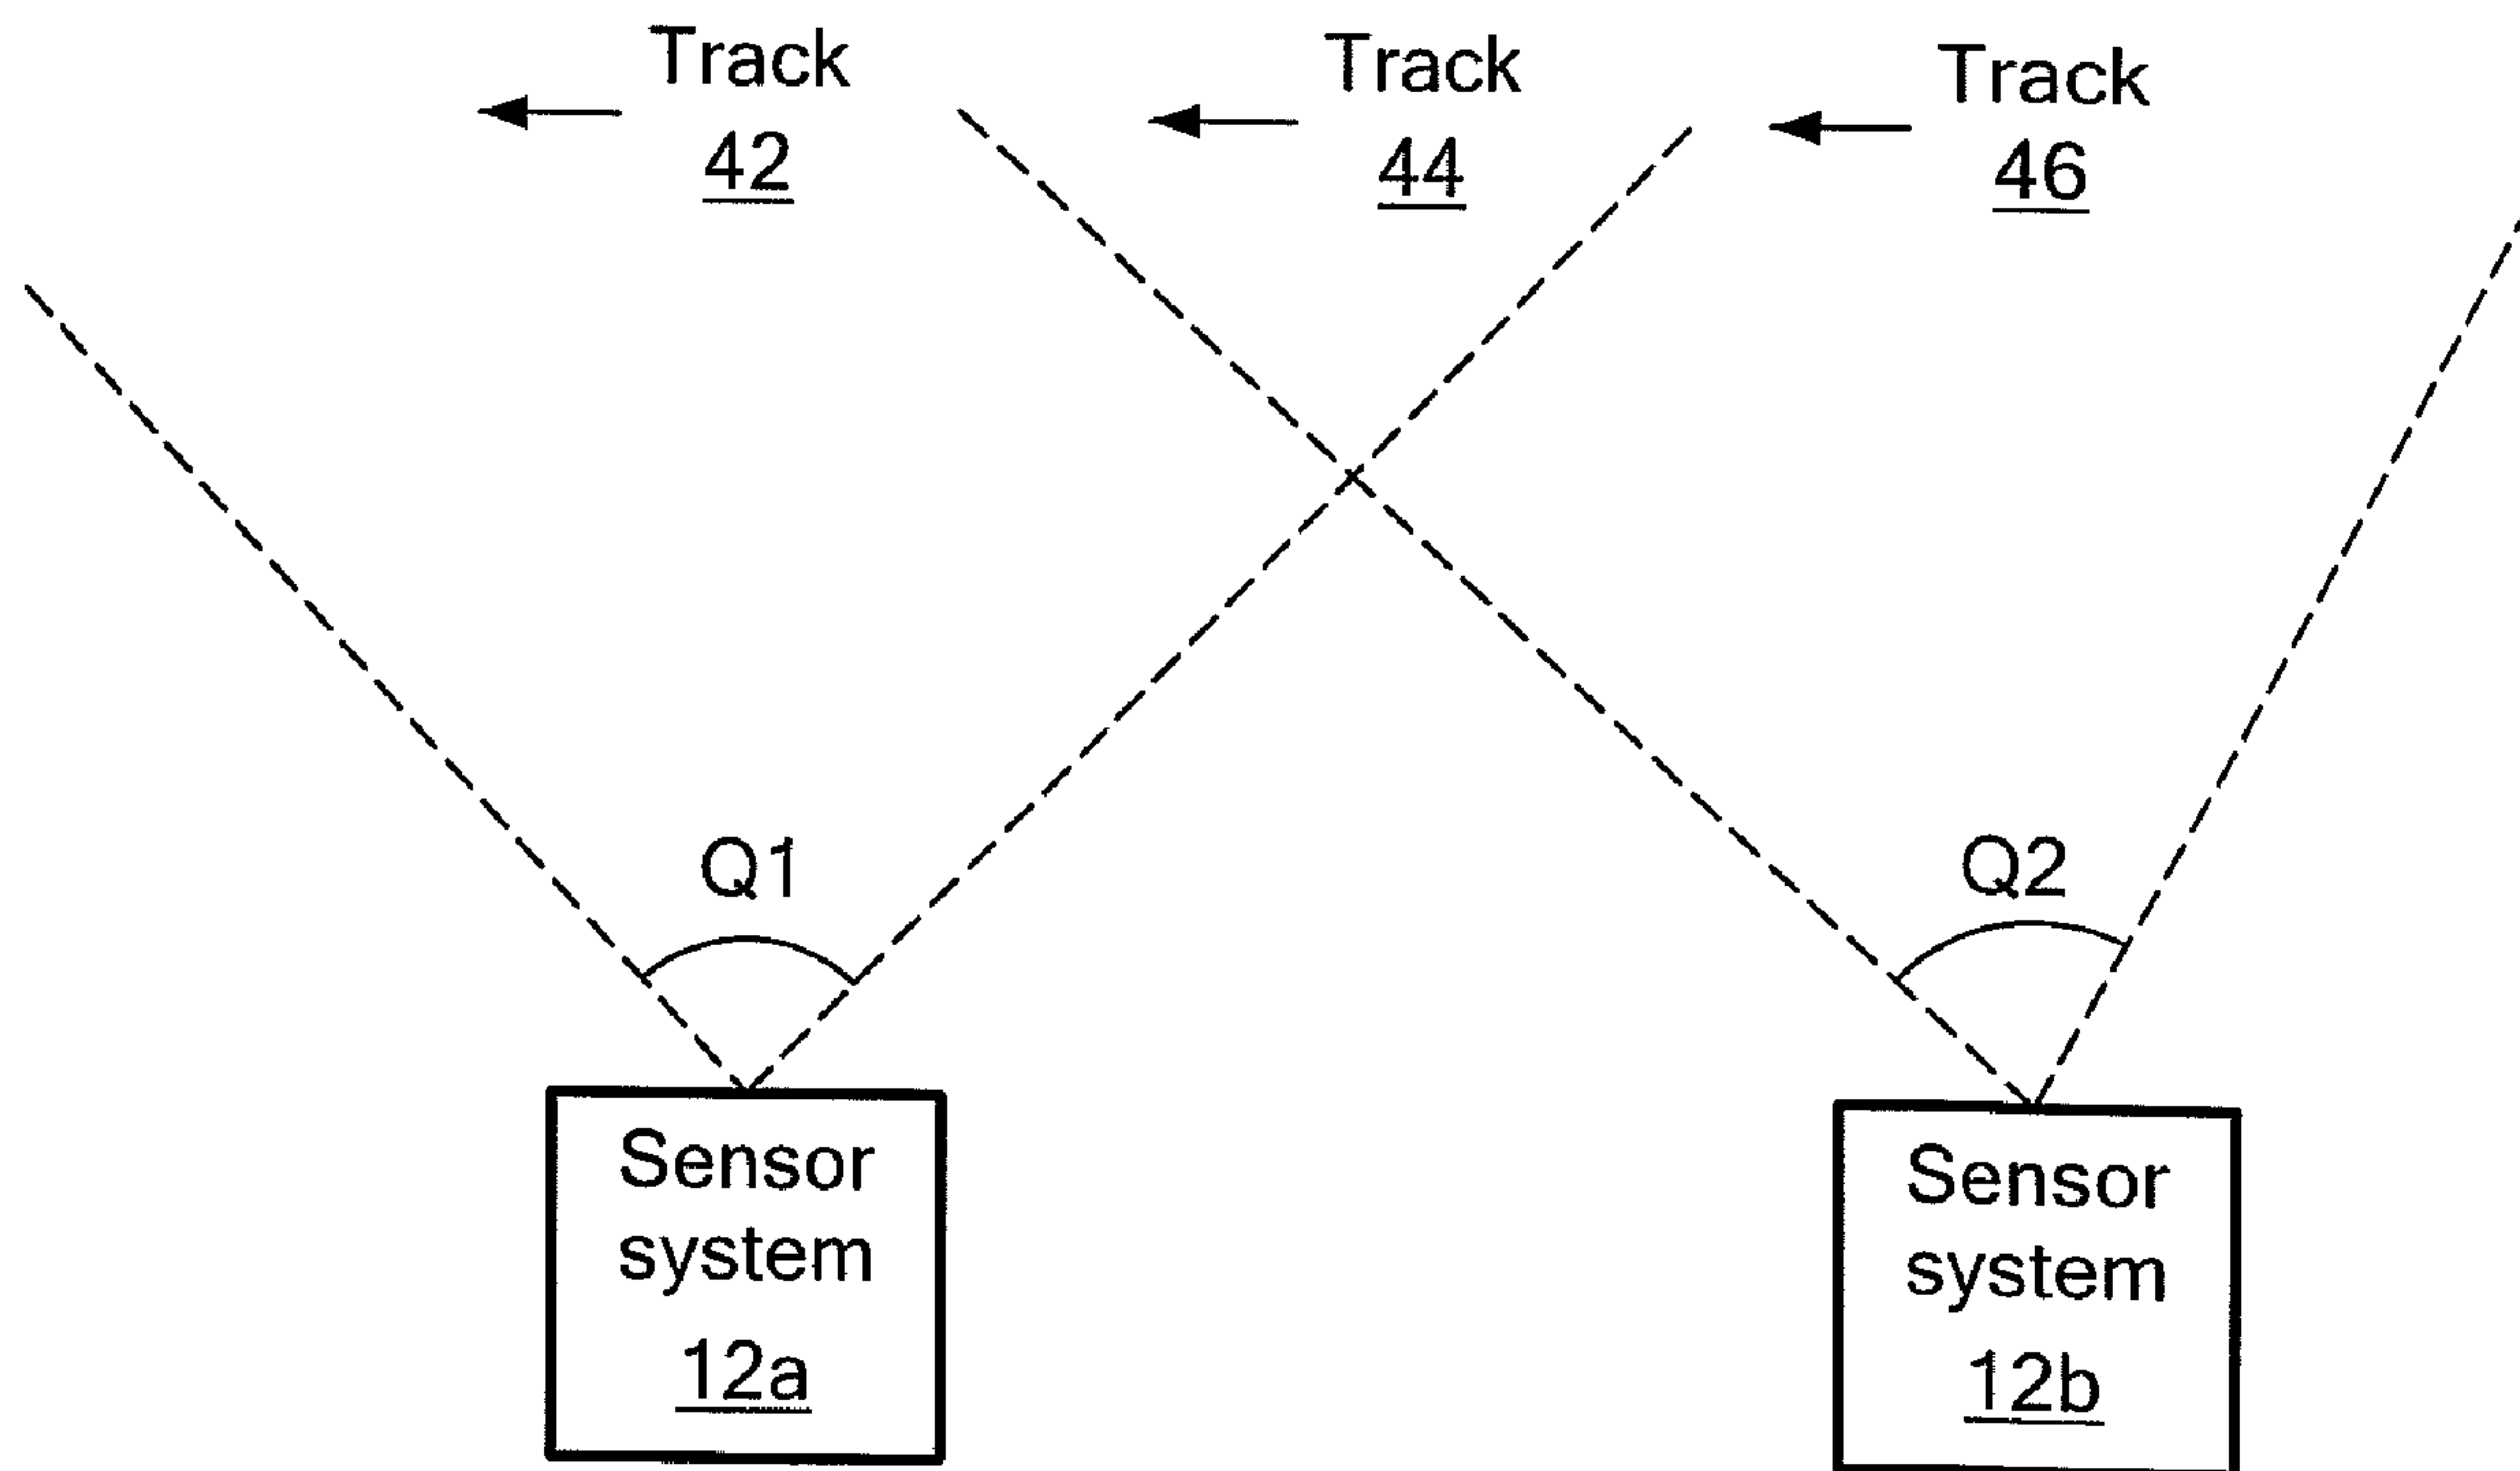 Track
42
Track
44
Track
46
Q1
Q2
Sensor
system
12a
Sensor
system
12b